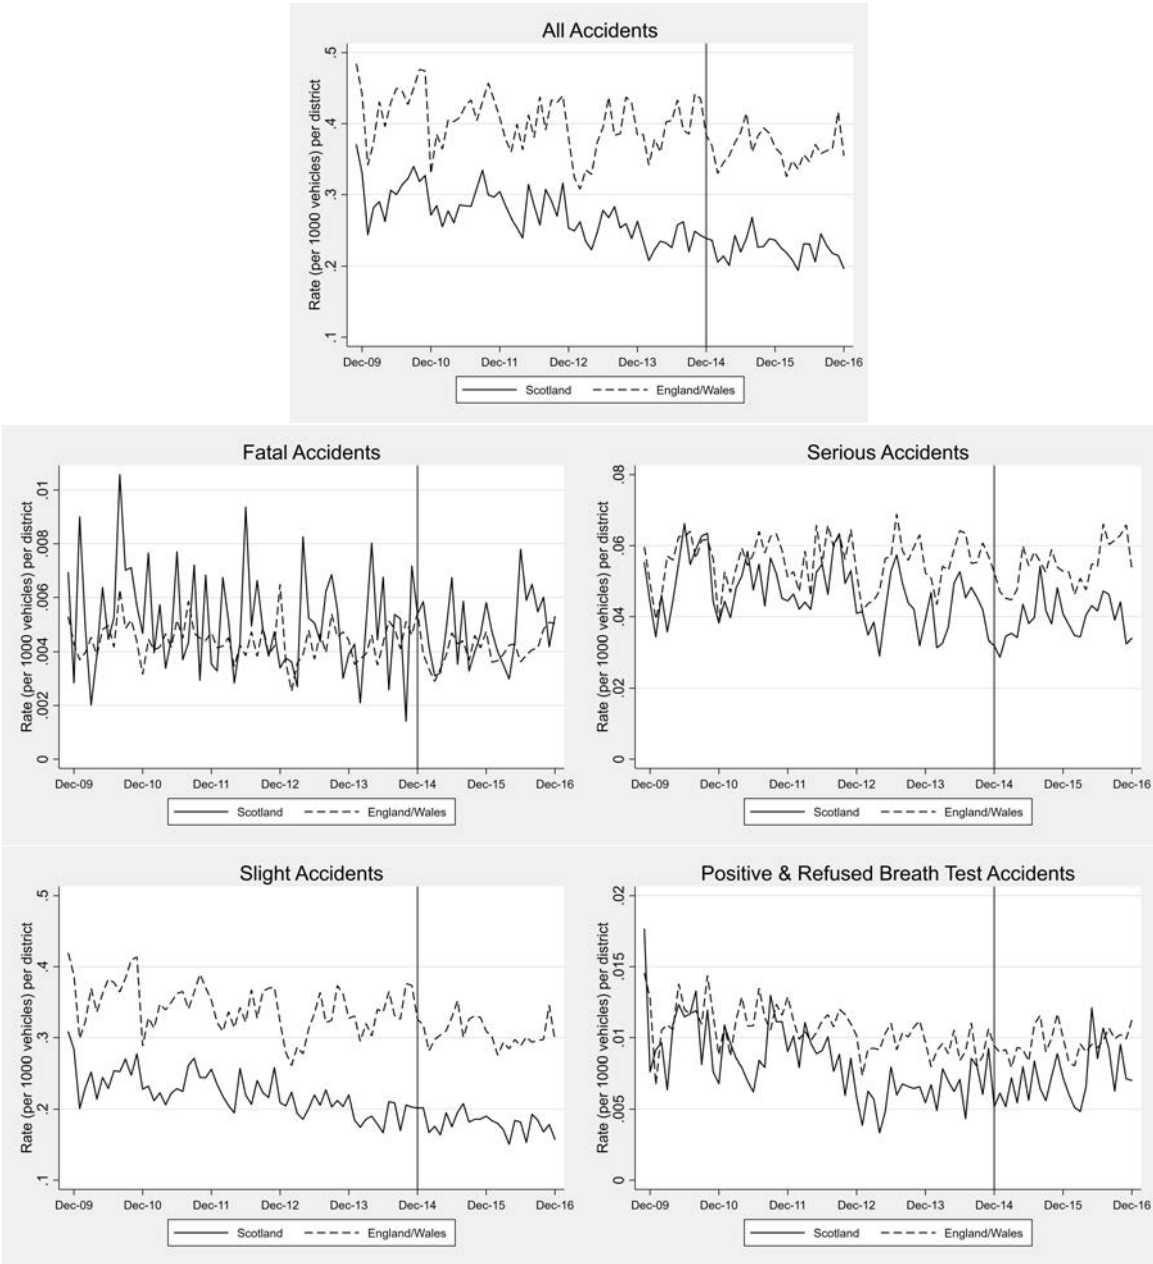 All Accidents
Rate (per 1000 vehicles) per district
.5
.4
.3
.2
.1
Dec-09 Dec-10 Dec-11 Dec-12 Dec-13 Dec-14 Dec-15 Dec-16
Scotland England/Wales
Fatal Accidents
Rate (per 1000 vehicles) per district
.01
.008
.006
.004
.002
0
Dec-09 Dec-10 Dec-11 Dec-12 Dec-13 Dec-14 Dec-15 Dec-16
Scotland England/Wales
Serious Accidents
Rate (per 1000 vehicles) per district
.08
.06
.04
.02
0
Dec-09 Dec-10 Dec-11 Dec-12 Dec-13 Dec-14 Dec-15 Dec-16
Scotland England/Wales
Slight Accidents
Rate (per 1000 vehicles) per district
.5
.4
.3
.2
.1
Dec-09 Dec-10 Dec-11 Dec-12 Dec-13 Dec-14 Dec-15 Dec-16
Scotland England/Wales
Positive & Refused Breath Test Accidents
Rate (per 1000 vehicles) per district
.02
.015
.01
.005
0
Dec-09 Dec-10 Dec-11 Dec-12 Dec-13 Dec-14 Dec-15 Dec-16
Scotland England/Wales